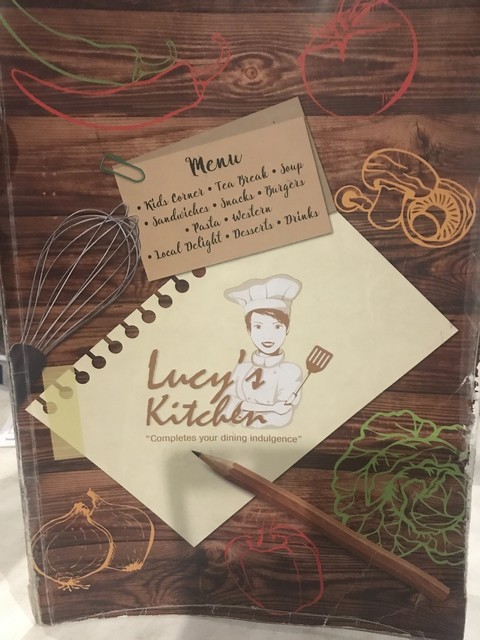 Menu
• Kids Corner • Tea Break • Soup
• Sandwiches • Snacks • Burgers
• Pasta • Western
• Local Delight • Desserts • Drinks
Lucy's
Kitchen
"Completes your dining indulgence"